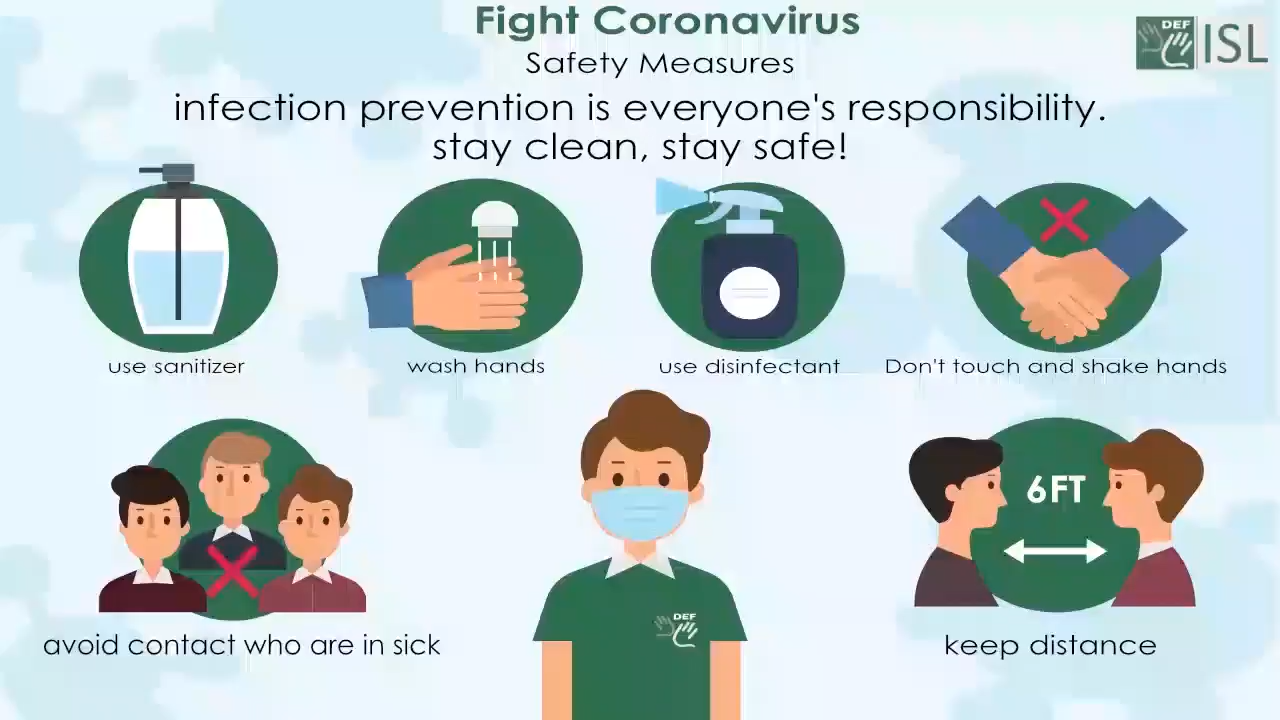 Fight Coronavirus
DEF
ISL
Safety Measures
infection prevention is everyone's responsibility.
stay clean, stay safe!
use sanitizer
wash hands
use disinfectant
Don't touch and shake hands
6FT
DEF
avoid contact who are in sick
keep distance